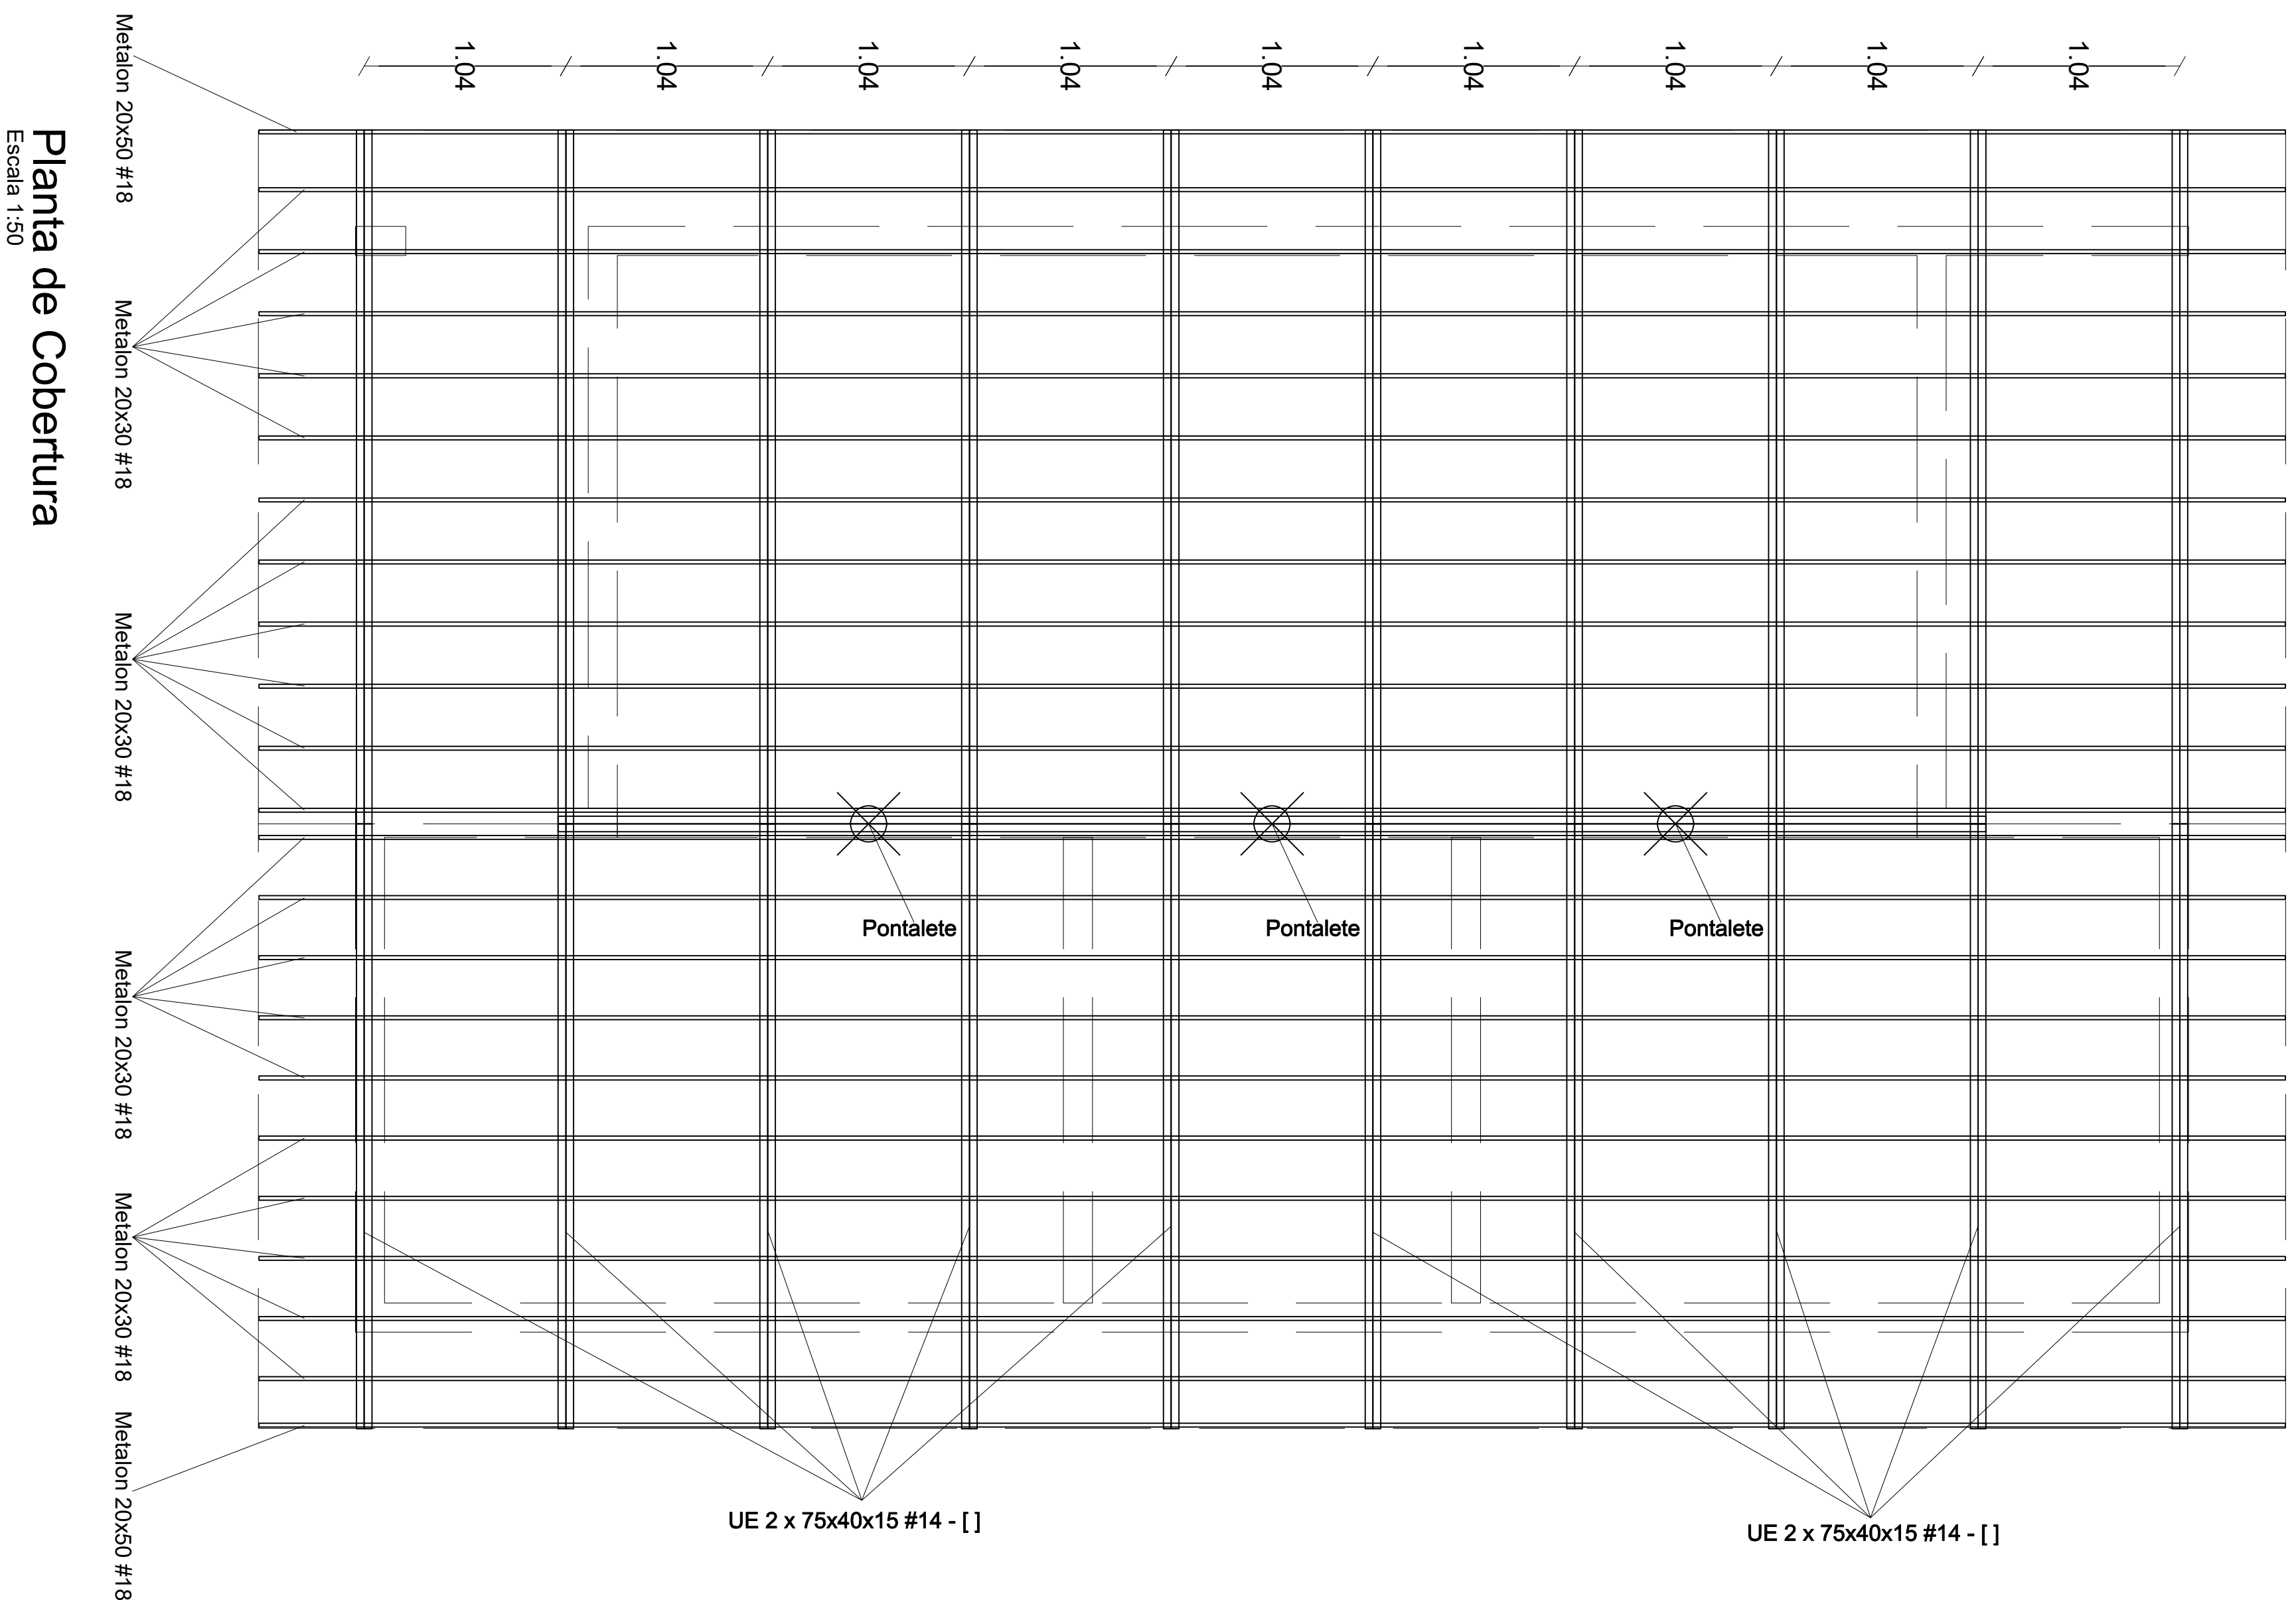 1.04
1.04
1.04
1.04
1.04
1.04
1.04
1.04
1.04
Metalon 20x50 #18
Metalon 20x30 #18
Metalon 20x30 #18
Metalon 20x30 #18
Metalon 20x30 #18
Metalon 20x50 #18
Pontalete
Pontalete
Pontalete
UE 2 x 75x40x15 #14 - [ ]
UE 2 x 75x40x15 #14 - [ ]
Planta de Cobertura
Escala 1:50